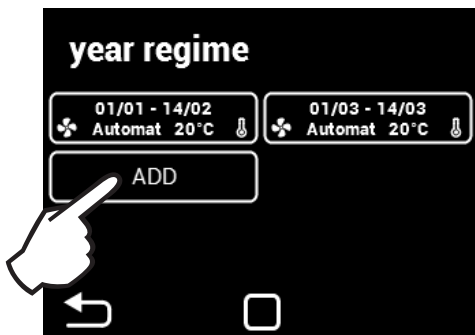 year regime
01/01 - 14/02
Automat 20°C
01/03 - 14/03
Automat 20°C
ADD